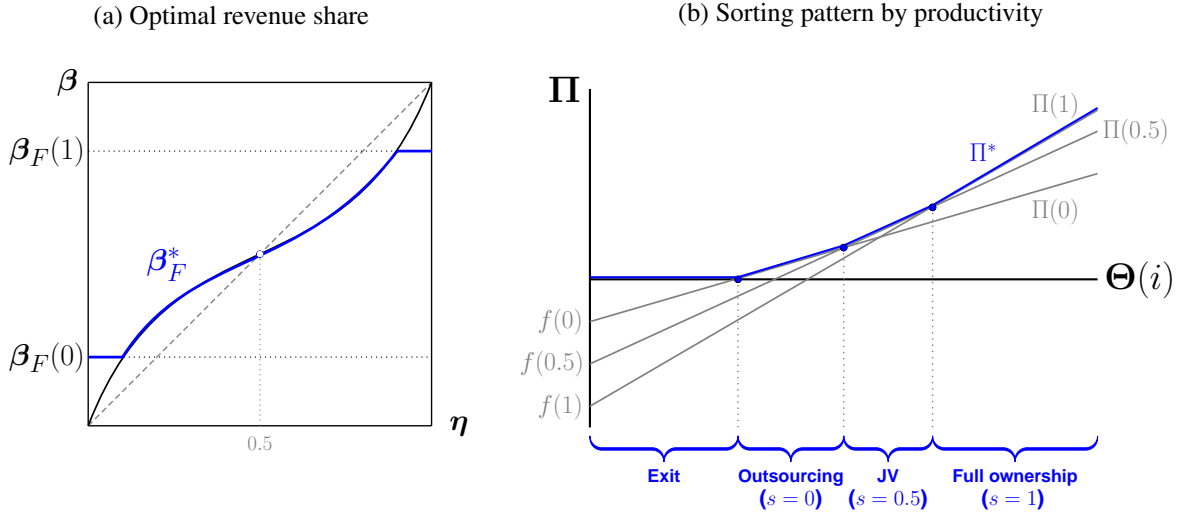 (a) Optimal revenue share
β
β_F(1)
β*_F
β_F(0)
0.5
η
(b) Sorting pattern by productivity
Π
Π(1)
Π(0.5)
Π*
Π(0)
Θ(i)
f(0)
f(0.5)
f(1)
Exit Outsourcing JV Full ownership
(s = 0) (s = 0.5) (s = 1)